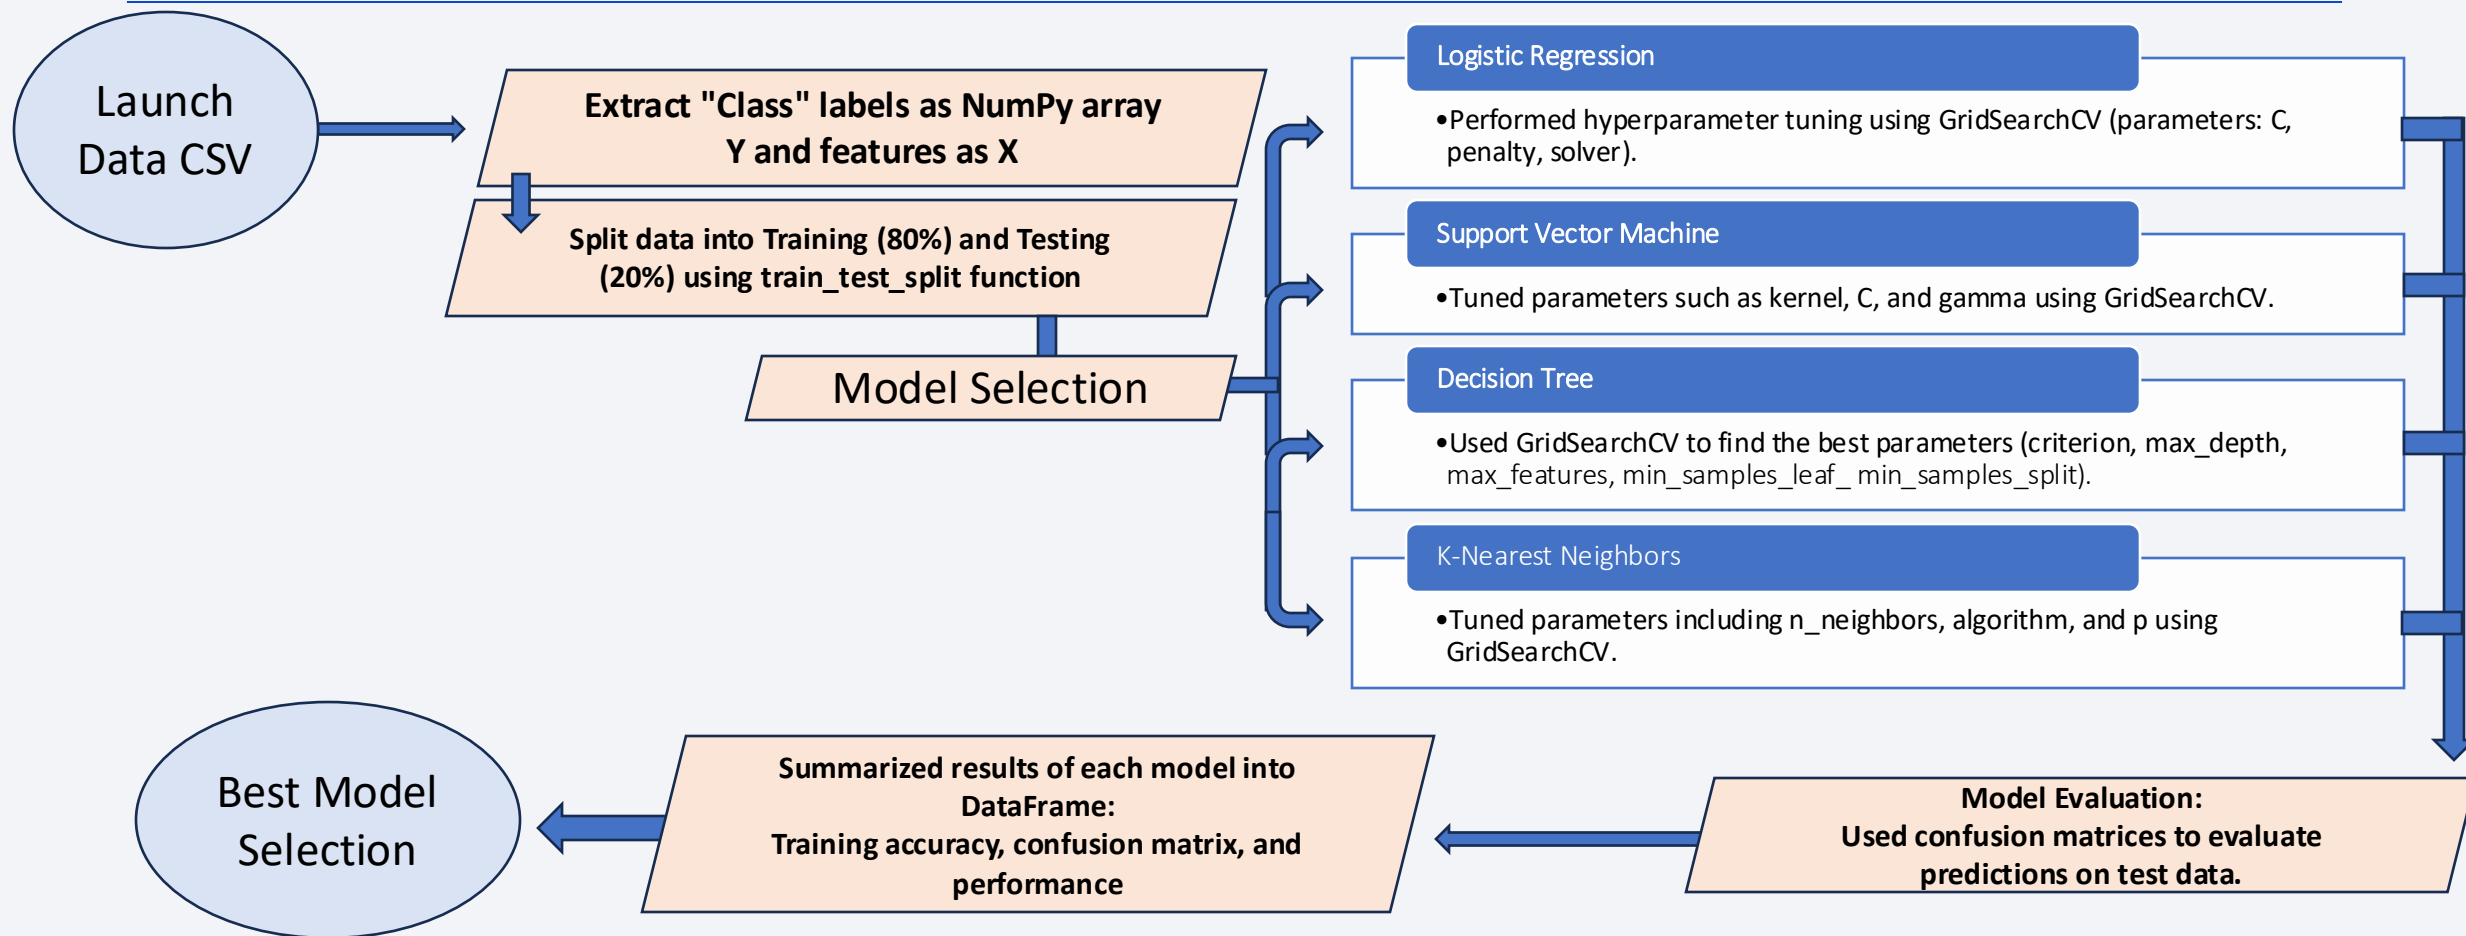 Launch
Data CSV
Extract "Class" labels as NumPy array
Y and features as X
Split data into Training (80%) and Testing
(20%) using train_test_split function
Model Selection
Logistic Regression
•Performed hyperparameter tuning using GridSearchCV (parameters: C,
penalty, solver).
Support Vector Machine
•Tuned parameters such as kernel, C, and gamma using GridSearchCV.
Decision Tree
•Used GridSearchCV to find the best parameters (criterion, max_depth,
max_features, min_samples_leaf_ min_samples_split).
K-Nearest Neighbors
•Tuned parameters including n_neighbors, algorithm, and p using
GridSearchCV.
Model Evaluation:
Used confusion matrices to evaluate
predictions on test data.
Summarized results of each model into
DataFrame:
Training accuracy, confusion matrix, and
performance
Best Model
Selection